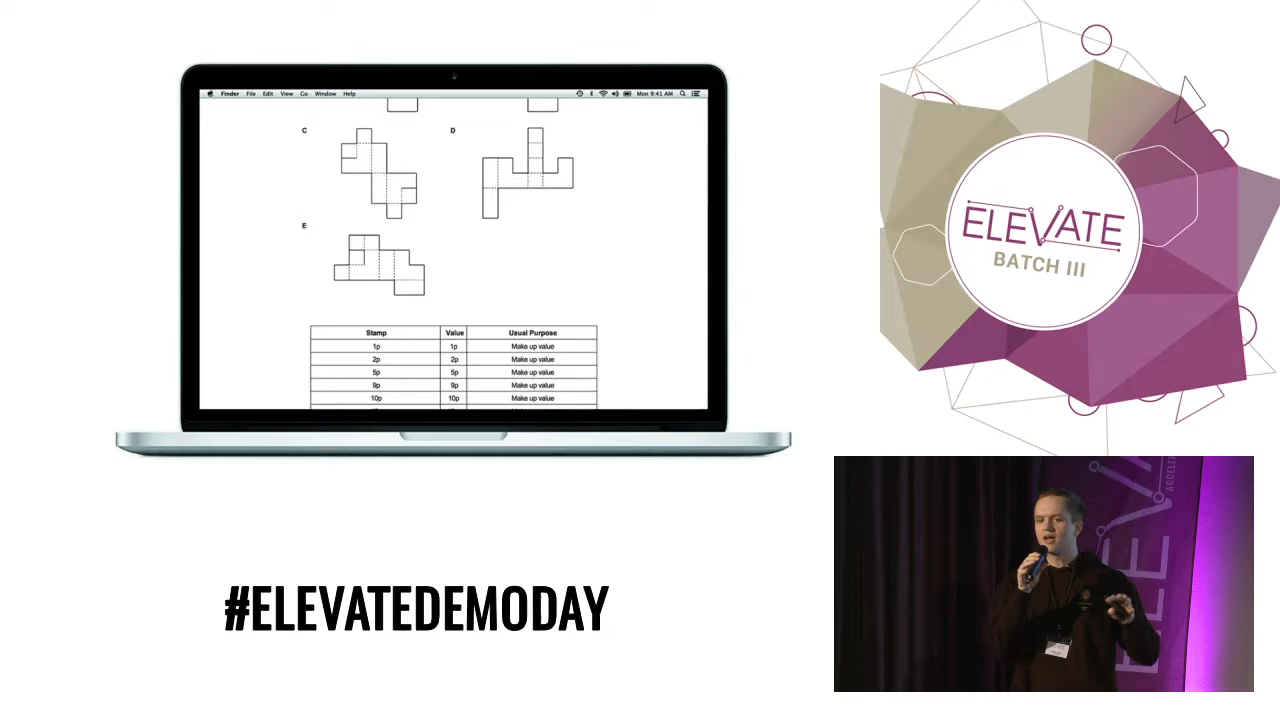 Finder File Edit View Go Window Help
Mon 9:41 AM
C
D
E
Stamp Value Usual Purpose
1p 1p Make up value
2p 2p Make up value
5p 5p Make up value
9p 9p Make up value
10p 10p Make up value
#ELEVATEDEMODAY
ELEVATE
BATCH III